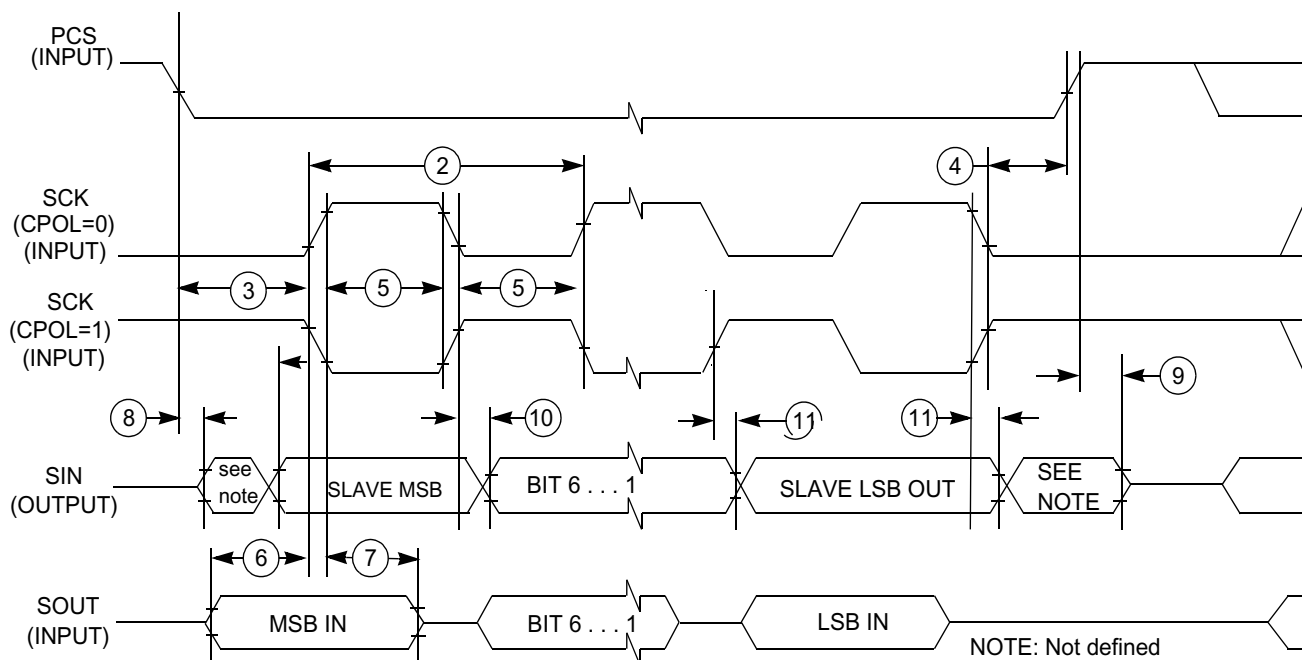 PCS
(INPUT)
2
4
SCK
(CPOL=0)
(INPUT)
3
5
5
SCK
(CPOL=1)
(INPUT)
9
8
10
11
11
SIN
(OUTPUT)
see
note
SLAVE MSB
BIT 6 . . . 1
SLAVE LSB OUT
SEE
NOTE
6
7
SOUT
(INPUT)
MSB IN
BIT 6 . . . 1
LSB IN
NOTE: Not defined